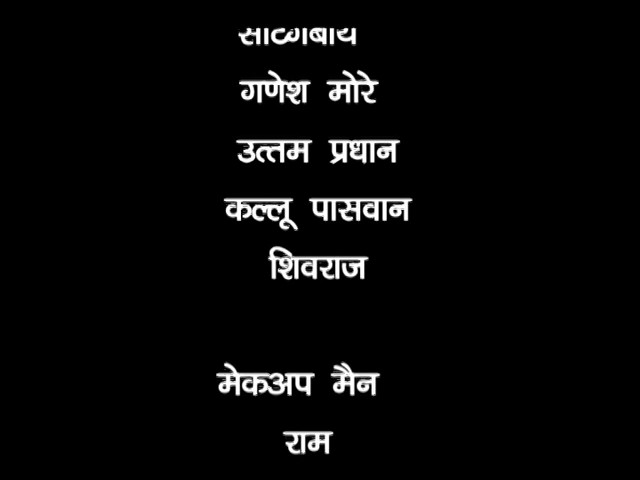 गणेश मोरे
उत्तम प्रधान
कल्लू पासवान
शिवराज
मेकअप मैन
राम